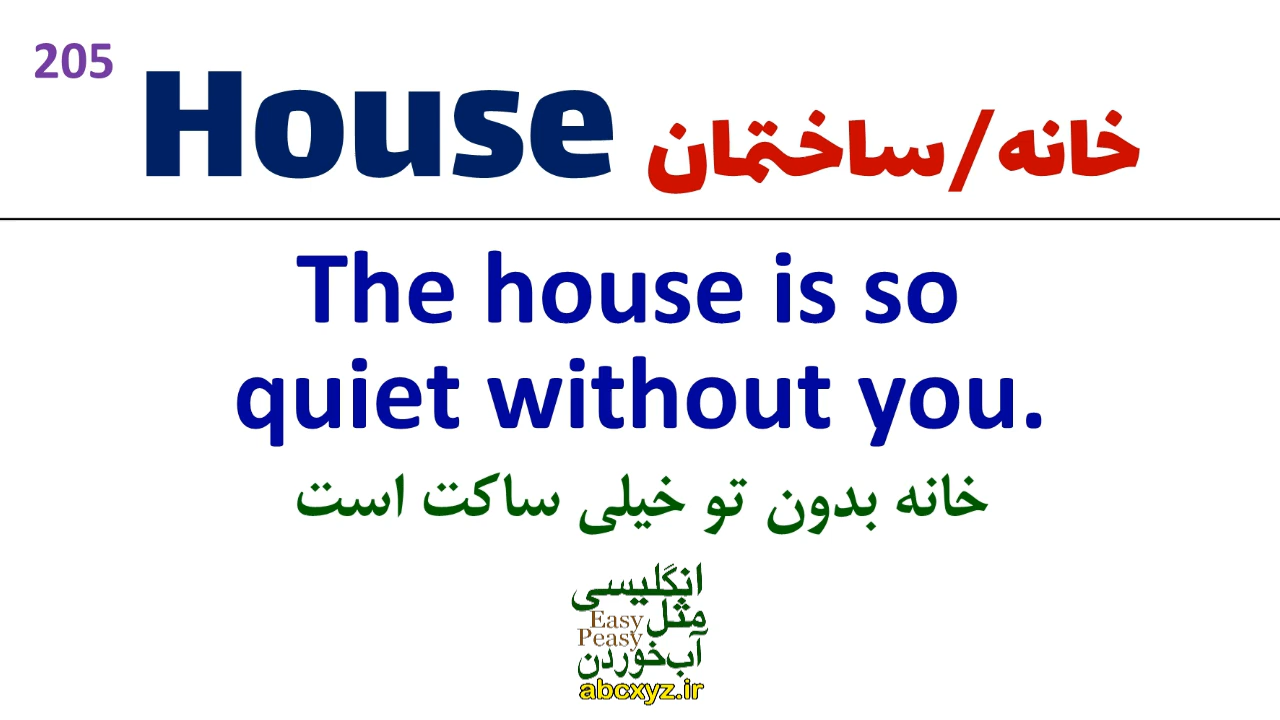 205
House خانه/ساختمان
The house is so
quiet without you.
خانه بدون تو خیلی ساکت است
انگلیسی
مثل Easy
Peasy
آب‌خوردن
abcxyz.ir